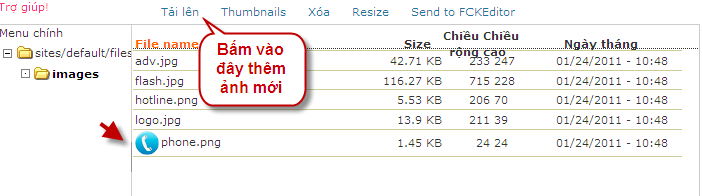 Trợ giúp!
Tải lên Thumbnails Xóa Resize Send to FCKEditor
Menu chính
sites/default/files
images
File name Size Chiều rộng Chiều cao Ngày tháng
adv.jpg 42.71 KB 233 247 01/24/2011 - 10:48
flash.jpg 116.27 KB 715 228 01/24/2011 - 10:48
hotline.png 5.53 KB 206 70 01/24/2011 - 10:48
logo.jpg 13.9 KB 211 39 01/24/2011 - 10:48
phone.png 1.45 KB 24 24 01/24/2011 - 10:48
Bấm vào
đây thêm
ảnh mới